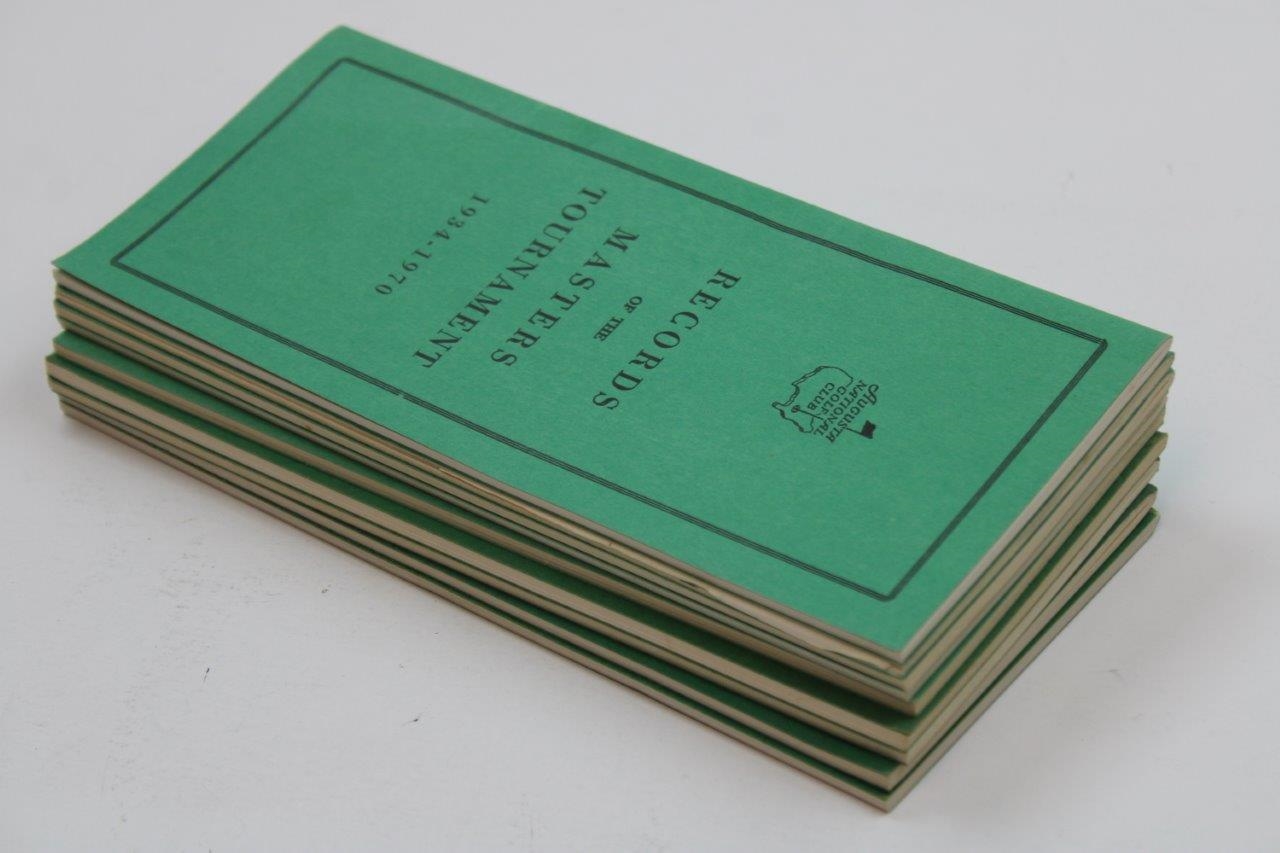 AUGUSTA
NATIONAL
GOLF
CLUB
RECORDS
OF THE
MASTERS
TOURNAMENT
1934-1970